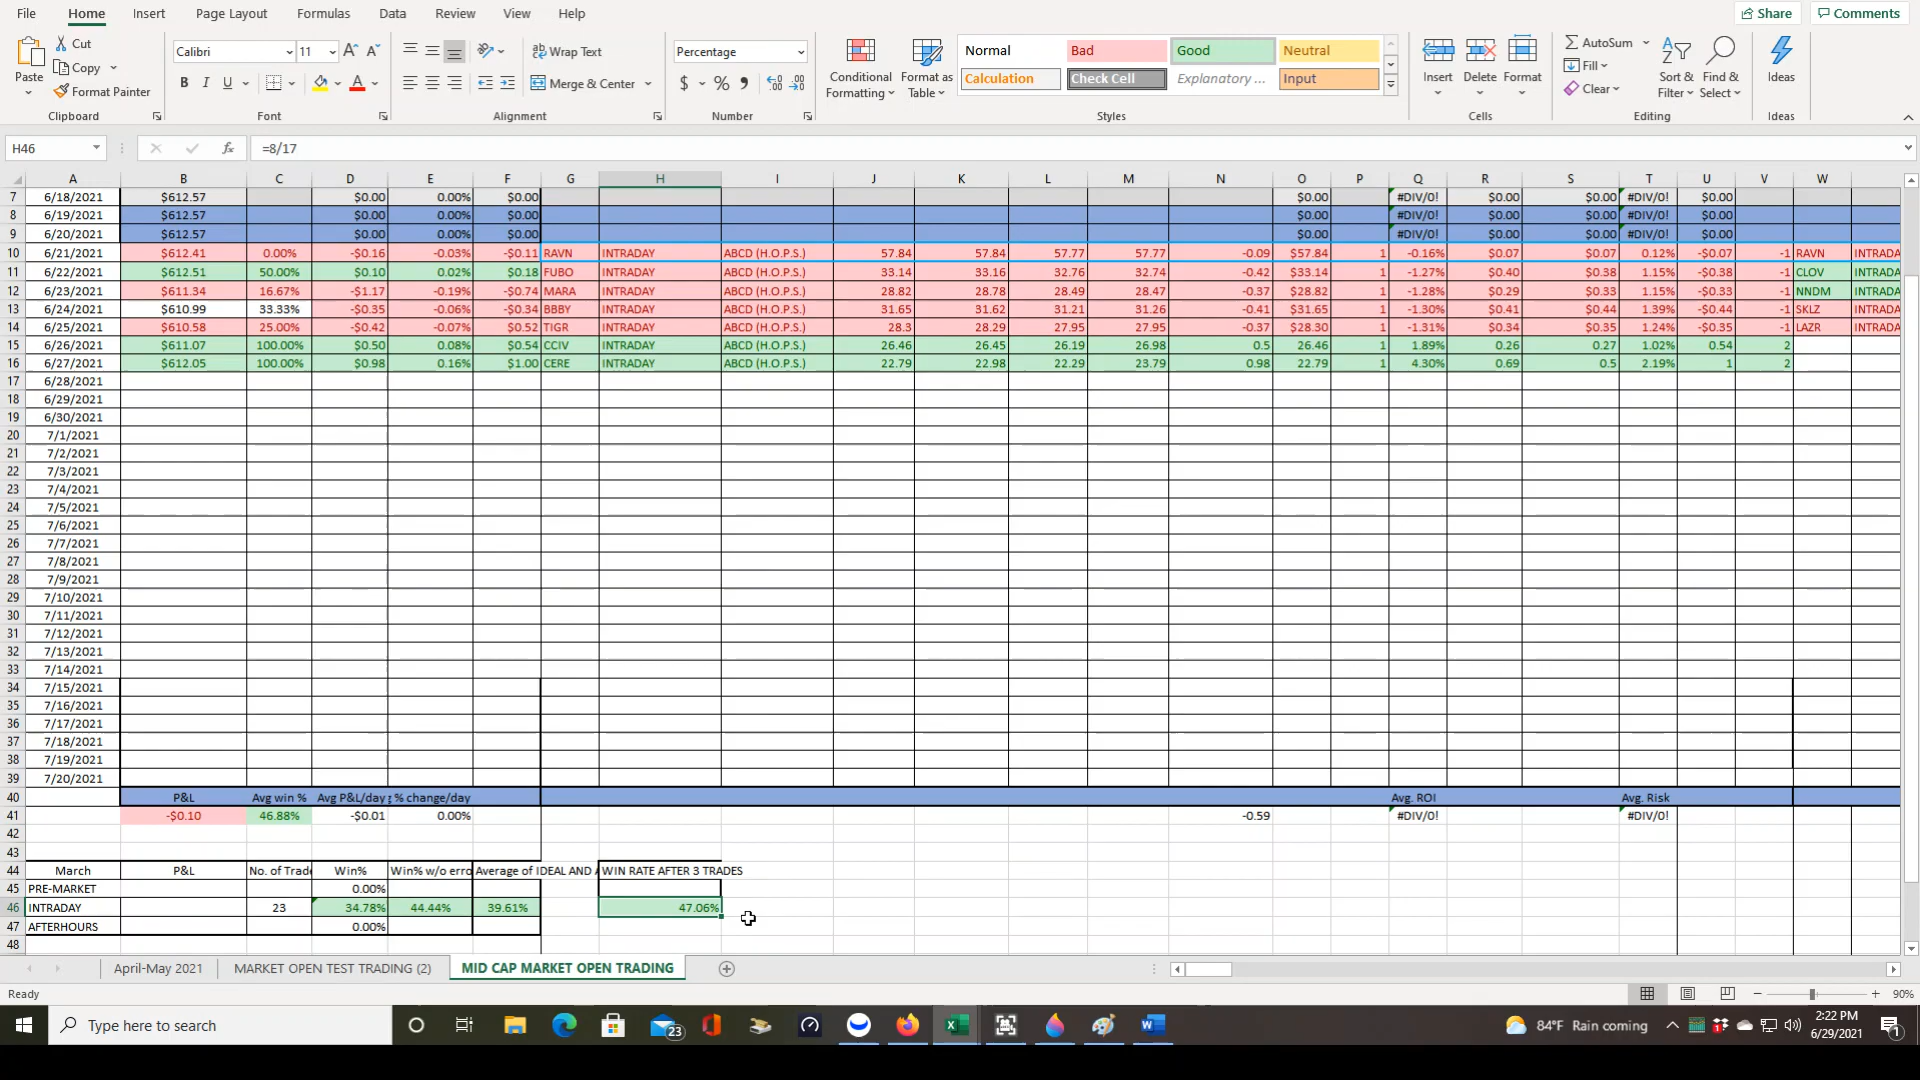 File Home Insert Page Layout Formulas Data Review View Help Share Comments
Paste Cut Copy Format Painter Clipboard
Calibri 11 A A B I U A Font
Wrap Text Merge & Center Alignment
Percentage $ % , Number
Conditional Formatting Format as Table Normal Bad Good Neutral Calculation Check Cell Explanatory ... Input Styles
Insert Delete Format Cells
AutoSum Fill Clear Sort & Filter Find & Select Editing
Ideas Ideas
H46 fx =8/17
A B C D E F G H I J K L M N O P Q R S T U V W
7 6/18/2021 $612.57 $0.00 0.00% $0.00 $0.00 #DIV/0! $0.00 $0.00 #DIV/0! $0.00
8 6/19/2021 $612.57 $0.00 0.00% $0.00 $0.00 #DIV/0! $0.00 $0.00 #DIV/0! $0.00
9 6/20/2021 $612.57 $0.00 0.00% $0.00 $0.00 #DIV/0! $0.00 $0.00 #DIV/0! $0.00
10 6/21/2021 $612.41 0.00% -$0.16 -0.03% -$0.11 RAVN INTRADAY ABCD (H.O.P.S.) 57.84 57.84 57.77 57.77 -0.09 $57.84 1 -0.16% $0.07 $0.07 0.12% -$0.07 -1 RAVN INTRADA
11 6/22/2021 $612.51 50.00% $0.10 0.02% $0.18 FUBO INTRADAY ABCD (H.O.P.S.) 33.14 33.16 32.76 32.74 -0.42 $33.14 1 -1.27% $0.40 $0.38 1.15% -$0.38 -1 CLOV INTRADA
12 6/23/2021 $611.34 16.67% -$1.17 -0.19% -$0.74 MARA INTRADAY ABCD (H.O.P.S.) 28.82 28.78 28.49 28.47 -0.37 $28.82 1 -1.28% $0.29 $0.33 1.15% -$0.33 -1 NNDM INTRADA
13 6/24/2021 $610.99 33.33% -$0.35 -0.06% -$0.34 BBBY INTRADAY ABCD (H.O.P.S.) 31.65 31.62 31.21 31.26 -0.41 $31.65 1 -1.30% $0.41 $0.44 1.39% -$0.44 -1 SKLZ INTRADA
14 6/25/2021 $610.58 25.00% -$0.42 -0.07% $0.52 TIGR INTRADAY ABCD (H.O.P.S.) 28.3 28.29 27.95 27.95 -0.37 $28.30 1 -1.31% $0.34 $0.35 1.24% -$0.35 -1 LAZR INTRADA
15 6/26/2021 $611.07 100.00% $0.50 0.08% $0.54 CCIV INTRADAY ABCD (H.O.P.S.) 26.46 26.45 26.19 26.98 0.5 26.46 1 1.89% 0.26 0.27 1.02% 0.54 2
16 6/27/2021 $612.05 100.00% $0.98 0.16% $1.00 CERE INTRADAY ABCD (H.O.P.S.) 22.79 22.98 22.29 23.79 0.98 22.79 1 4.30% 0.69 0.5 2.19% 1 2
17 6/28/2021
18 6/29/2021
19 6/30/2021
20 7/1/2021
21 7/2/2021
22 7/3/2021
23 7/4/2021
24 7/5/2021
25 7/6/2021
26 7/7/2021
27 7/8/2021
28 7/9/2021
29 7/10/2021
30 7/11/2021
31 7/12/2021
32 7/13/2021
33 7/14/2021
34 7/15/2021
35 7/16/2021
36 7/17/2021
37 7/18/2021
38 7/19/2021
39 7/20/2021
40 P&L Avg win % Avg P&L/day % change/day Avg. ROI Avg. Risk
41 -$0.10 46.88% -$0.01 0.00% -0.59 #DIV/0! #DIV/0!
42
43
44 March P&L No. of Trade Win% Win% w/o erro Average of IDEAL AND WIN RATE AFTER 3 TRADES
45 PRE-MARKET 0.00%
46 INTRADAY 23 34.78% 44.44% 39.61% 47.06%
47 AFTERHOURS 0.00%
48
April-May 2021 MARKET OPEN TEST TRADING (2) MID CAP MARKET OPEN TRADING
Ready 90%
Type here to search 23 84°F Rain coming 2:22 PM
6/29/2021 1